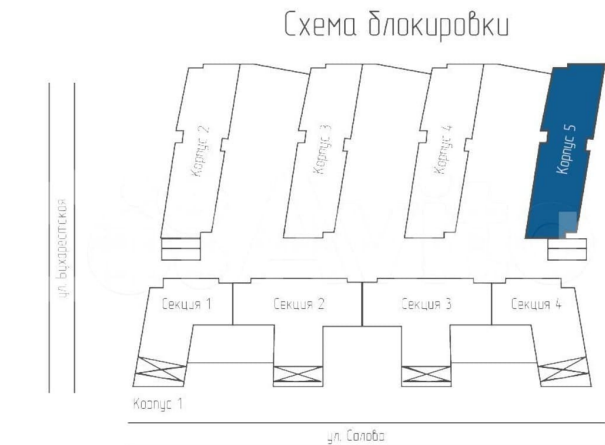 Схема блокировки
Корпус 2
Корпус 3
Корпус 4
Корпус 5
ул. Бухарестская
Секция 1
Секция 2
Секция 3
Секция 4
Корпус 1
ул. Салова